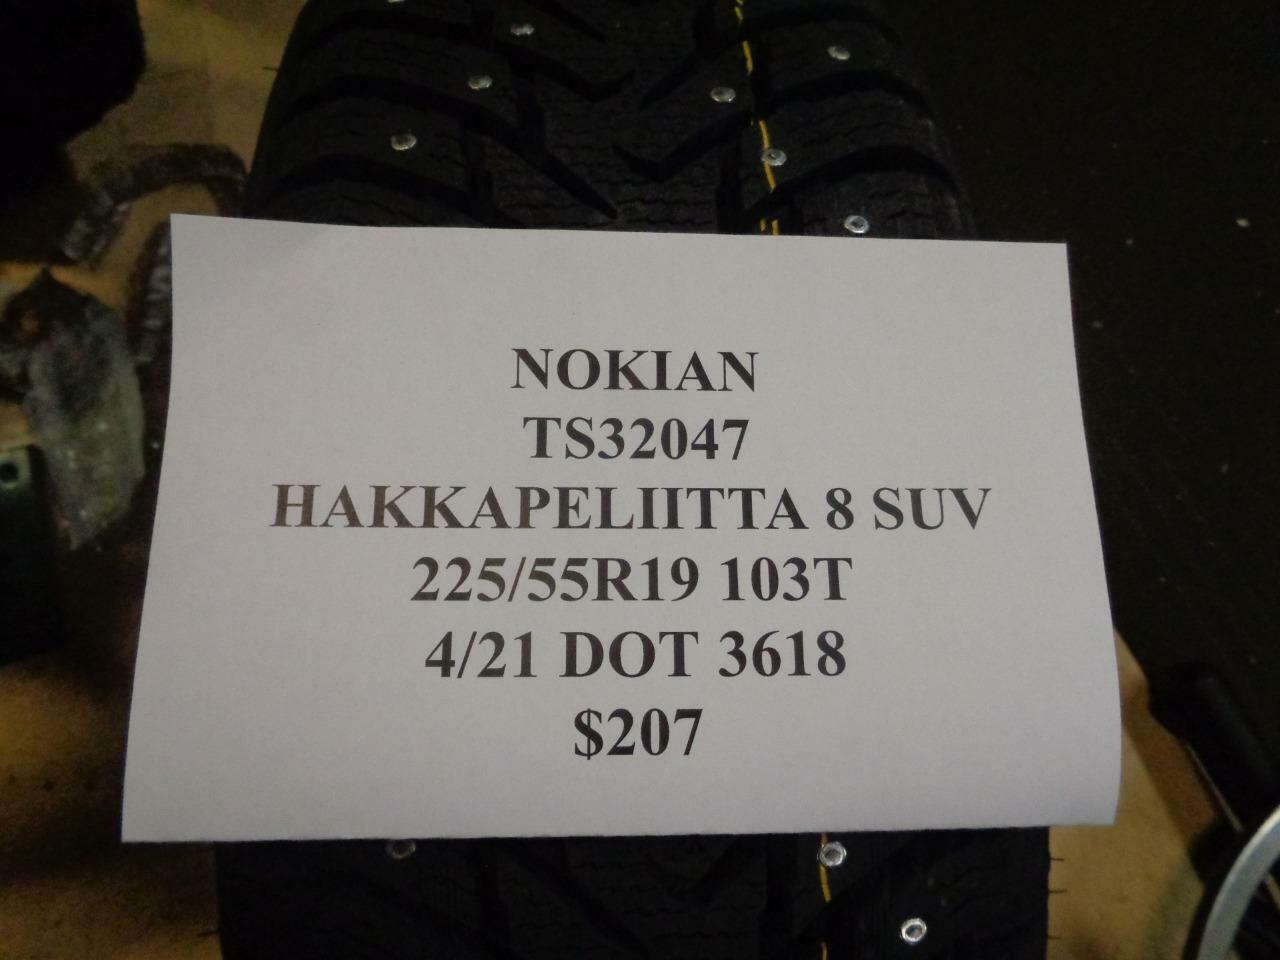 NOKIAN
TS32047
HAKKAPELIITTA 8 SUV
225/55R19 103T
4/21 DOT 3618
$207